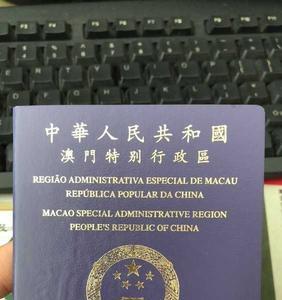 中華人民共和國
澳門特別行政區
REGIÃO ADMINISTRATIVA ESPECIAL DE MACAU
REPÚBLICA POPULAR DA CHINA
MACAO SPECIAL ADMINISTRATIVE REGION
PEOPLE'S REPUBLIC OF CHINA